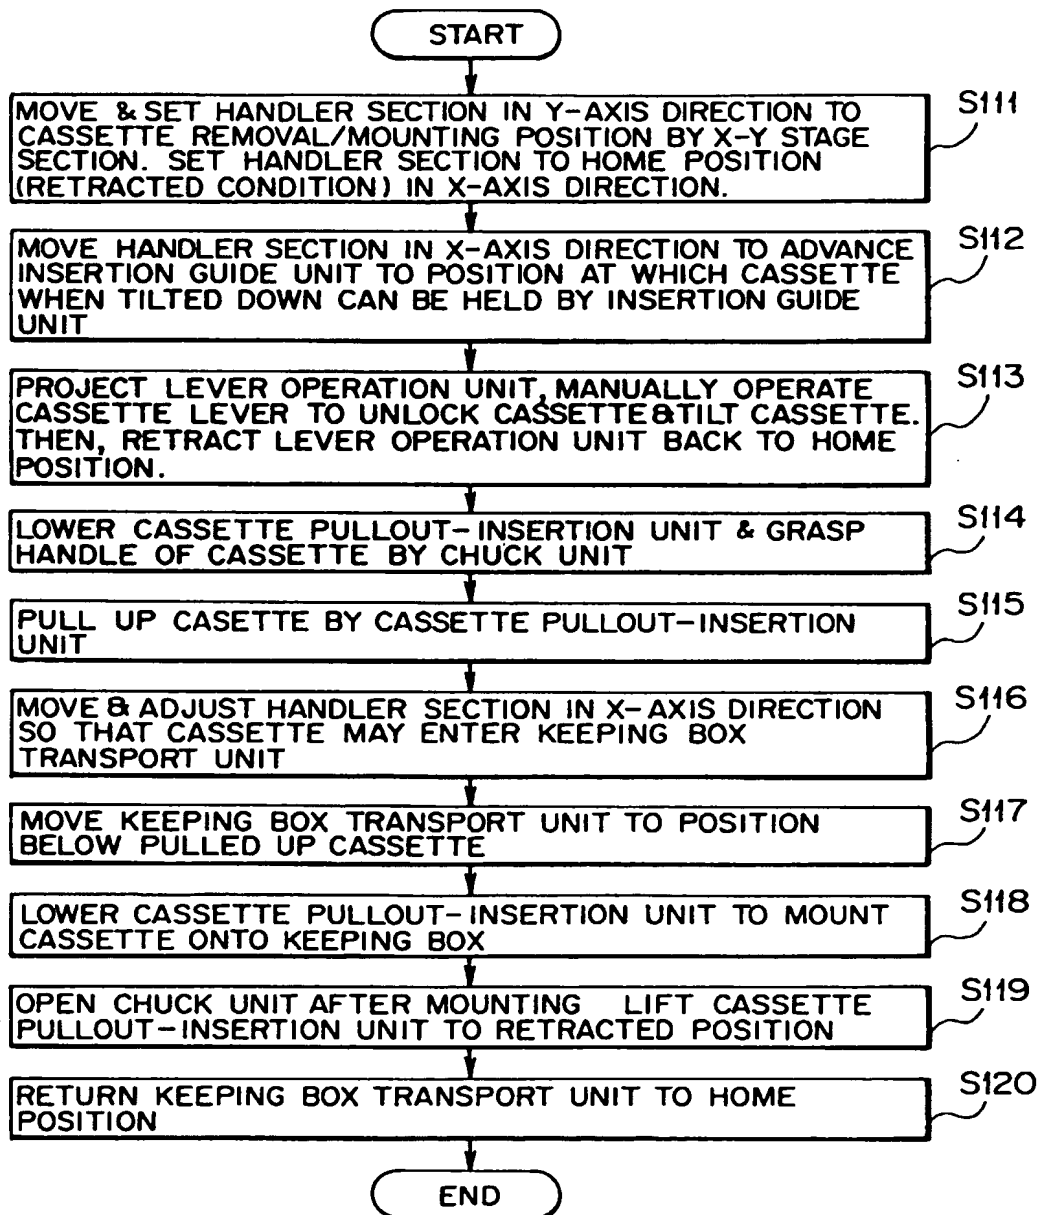 START
MOVE & SET HANDLER SECTION IN Y-AXIS DIRECTION TO
CASSETTE REMOVAL/MOUNTING POSITION BY X-Y STAGE
SECTION. SET HANDLER SECTION TO HOME POSITION
(RETRACTED CONDITION) IN X-AXIS DIRECTION.
S111
MOVE HANDLER SECTION IN X-AXIS DIRECTION TO ADVANCE
INSERTION GUIDE UNIT TO POSITION AT WHICH CASSETTE
WHEN TILTED DOWN CAN BE HELD BY INSERTION GUIDE
UNIT
S112
PROJECT LEVER OPERATION UNIT, MANUALLY OPERATE
CASSETTE LEVER TO UNLOCK CASSETTE & TILT CASSETTE.
THEN, RETRACT LEVER OPERATION UNIT BACK TO HOME
POSITION.
S113
LOWER CASSETTE PULLOUT-INSERTION UNIT & GRASP
HANDLE OF CASSETTE BY CHUCK UNIT
S114
PULL UP CASETTE BY CASSETTE PULLOUT-INSERTION
UNIT
S115
MOVE & ADJUST HANDLER SECTION IN X-AXIS DIRECTION
SO THAT CASSETTE MAY ENTER KEEPING BOX
TRANSPORT UNIT
S116
MOVE KEEPING BOX TRANSPORT UNIT TO POSITION
BELOW PULLED UP CASSETTE
S117
LOWER CASSETTE PULLOUT-INSERTION UNIT TO MOUNT
CASSETTE ONTO KEEPING BOX
S118
OPEN CHUCK UNIT AFTER MOUNTING LIFT CASSETTE
PULLOUT-INSERTION UNIT TO RETRACTED POSITION
S119
RETURN KEEPING BOX TRANSPORT UNIT TO HOME
POSITION
S120
END